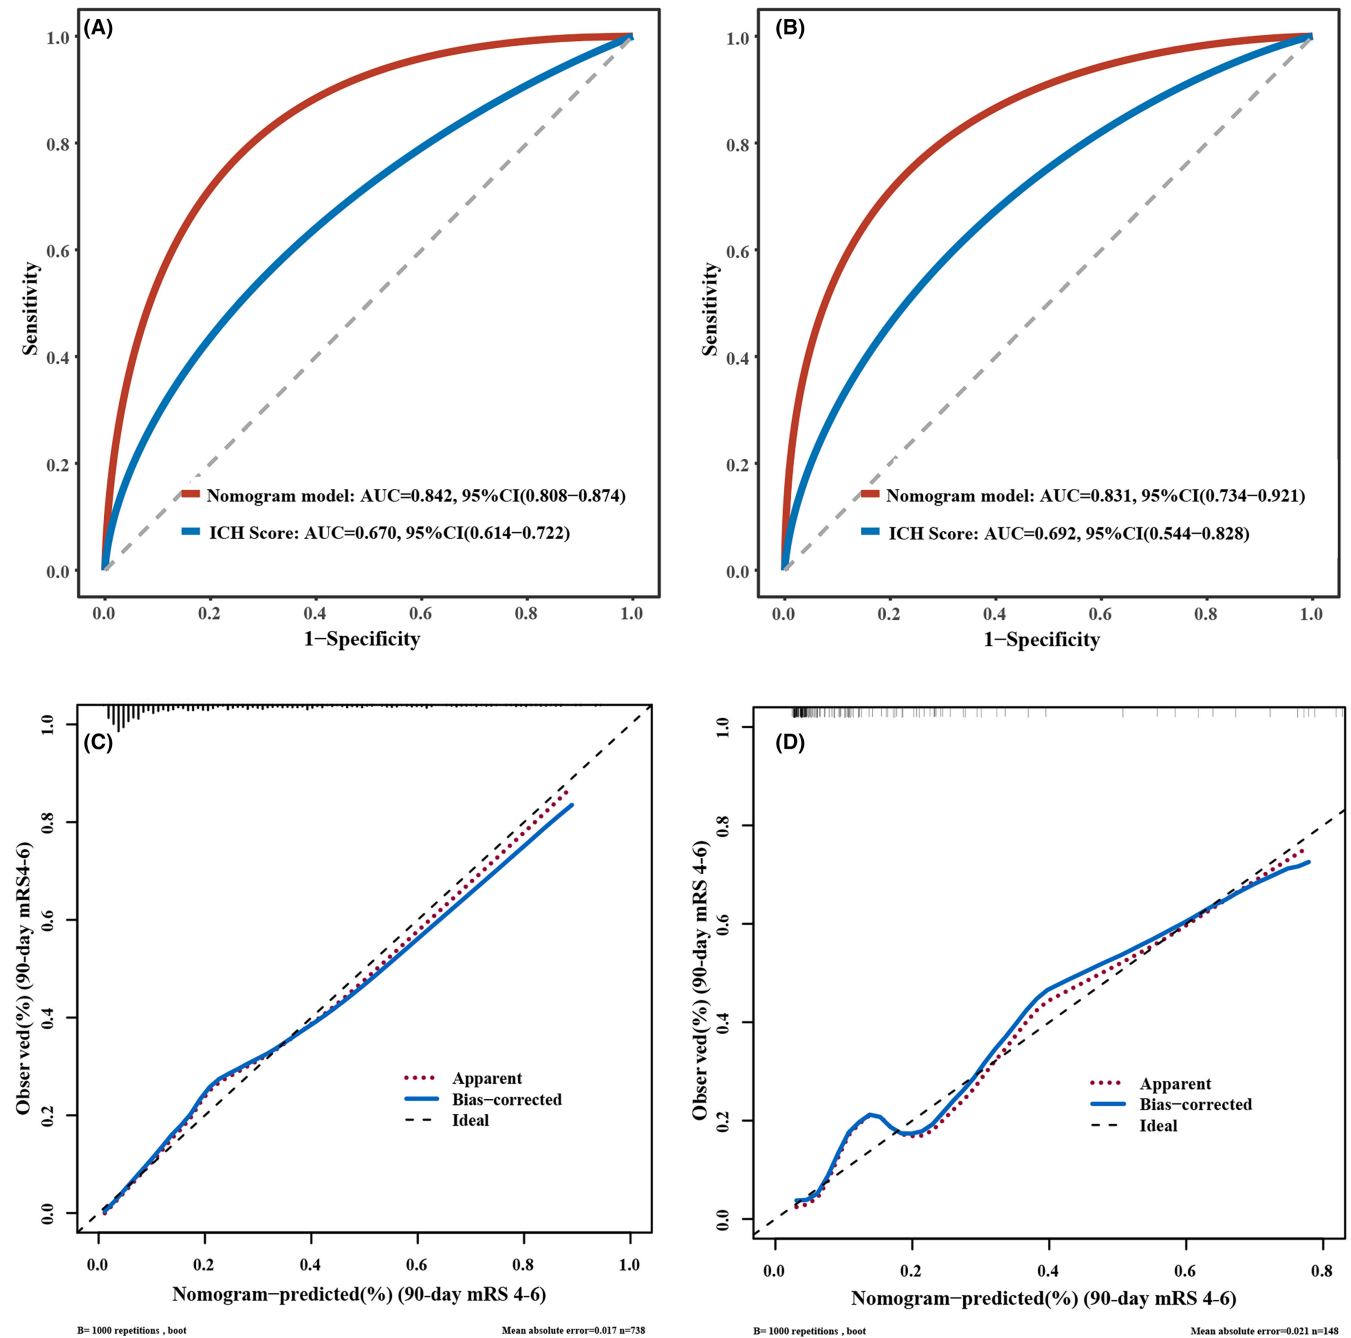 (A)
1.0
0.8
0.6
0.4
0.2
0.0
Sensitivity
Nomogram model: AUC=0.842, 95%CI(0.808−0.874)
ICH Score: AUC=0.670, 95%CI(0.614−0.722)
0.0 0.2 0.4 0.6 0.8 1.0
1−Specificity
(B)
1.0
0.8
0.6
0.4
0.2
0.0
Sensitivity
Nomogram model: AUC=0.831, 95%CI(0.734−0.921)
ICH Score: AUC=0.692, 95%CI(0.544−0.828)
0.0 0.2 0.4 0.6 0.8 1.0
1−Specificity
(C)
1.0
0.8
0.6
0.4
0.2
0.0
Obser ved(%) (90-day mRS4-6)
Apparent
Bias−corrected
Ideal
0.0 0.2 0.4 0.6 0.8 1.0
Nomogram−predicted(%) (90-day mRS 4-6)
B= 1000 repetitions , boot
Mean absolute error=0.017 n=738
(D)
1.0
0.8
0.6
0.4
0.2
0.0
Obser ved(%) (90-day mRS 4-6)
Apparent
Bias−corrected
Ideal
0.0 0.2 0.4 0.6 0.8
Nomogram−predicted(%) (90-day mRS 4-6)
B= 1000 repetitions , boot
Mean absolute error=0.021 n=148